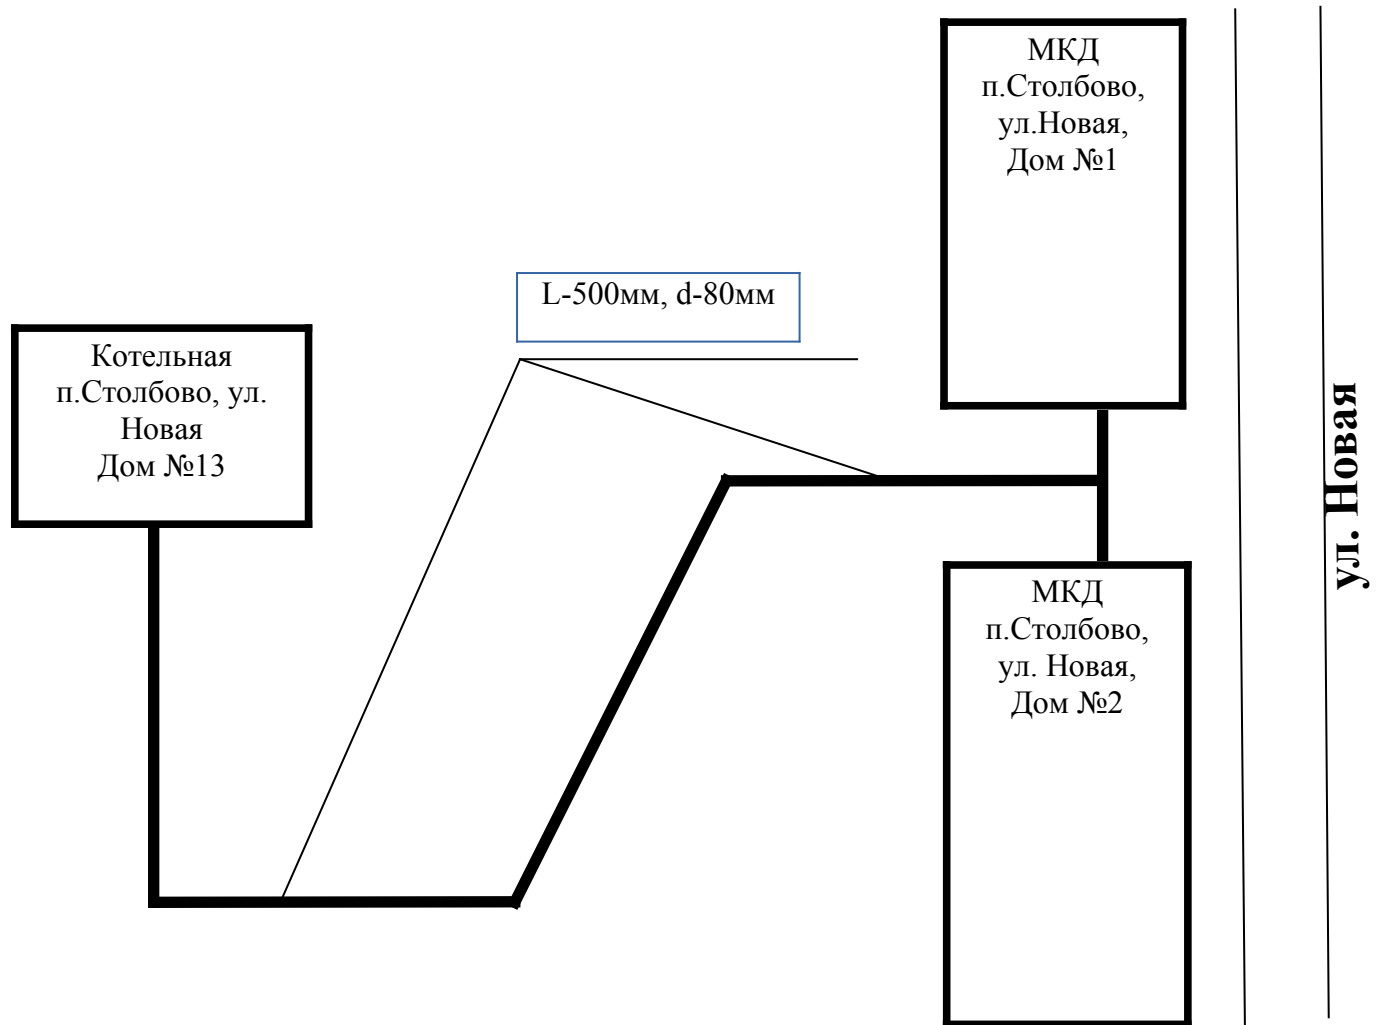 МКД
п.Столбово,
ул.Новая,
Дом №1
L-500мм, d-80мм
Котельная
п.Столбово, ул.
Новая
Дом №13
ул. Новая
МКД
п.Столбово,
ул. Новая,
Дом №2